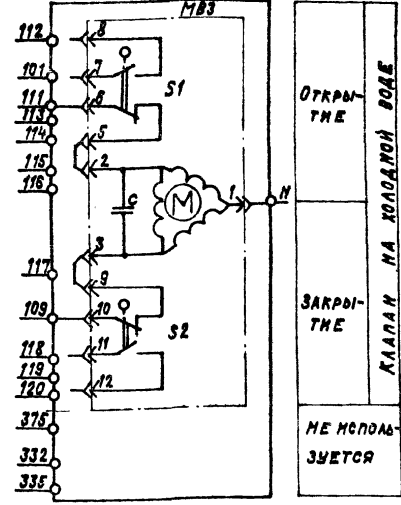 МВЗ
112
8
101
7
S1
111
6
113
114
5
115
2
116
C
М
1
N
3
117
9
109
10
S2
118
11
119
120
12
375
332
335
ОТКРЫ-
ТИЕ
ЗАКРЫ-
ТИЕ
КЛАПАН НА ХОЛОДНОЙ ВОДЕ
НЕ ИСПОЛЬ-
ЗУЕТСЯ